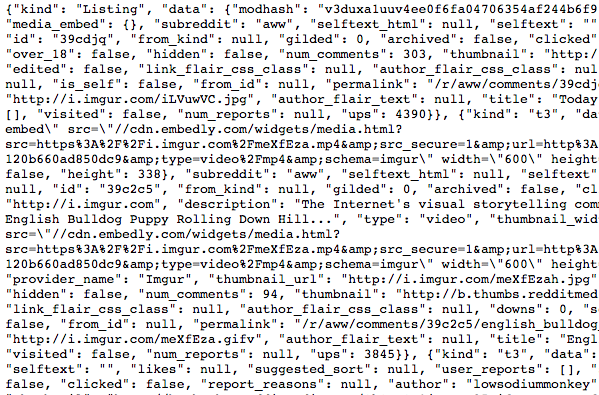 {"kind": "Listing", "data": {"modhash": "v3duxa1uuv4ee0f6fa04706354af244b6f9
"media_embed": {}, "subreddit": "aww", "selftext_html": null, "selftext": ""
"id": "39cdjq", "from_kind": null, "gilded": 0, "archived": false, "clicked"
"over_18": false, "hidden": false, "num_comments": 303, "thumbnail": "http:/
"edited": false, "link_flair_css_class": null, "author_flair_css_class": nul
null, "is_self": false, "from_id": null, "permalink": "/r/aww/comments/39cdj
"http://i.imgur.com/iLVuwVC.jpg", "author_flair_text": null, "title": "Today
[], "visited": false, "num_reports": null, "ups": 4390}}, {"kind": "t3", "da
embed\" src=\"//cdn.embedly.com/widgets/media.html?
src=https%3A%2F%2Fi.imgur.com%2FmeXfEza.mp4&amp;src_secure=1&amp;url=http%3A
120b660ad850dc9&amp;type=video%2Fmp4&amp;schema=imgur\" width=\"600\" height
false, "height": 338}, "subreddit": "aww", "selftext_html": null, "selftext"
null, "id": "39c2c5", "from_kind": null, "gilded": 0, "archived": false, "cl
"http://imgur.com", "description": "The Internet's visual storytelling com
English Bulldog Puppy Rolling Down Hill...", "type": "video", "thumbnail_wid
src=\"//cdn.embedly.com/widgets/media.html?
src=https%3A%2F%2Fi.imgur.com%2FmeXfEza.mp4&amp;src_secure=1&amp;url=http%3A
120b660ad850dc9&amp;type=video%2Fmp4&amp;schema=imgur\" width=\"600\" height
"provider_name": "Imgur", "thumbnail_url": "http://i.imgur.com/meXfEzah.jpg"
"hidden": false, "num_comments": 94, "thumbnail": "http://b.thumbs.redditmed
"link_flair_css_class": null, "author_flair_css_class": null, "downs": 0, "s
false, "from_id": null, "permalink": "/r/aww/comments/39c2c5/english_bulldog_
"http://i.imgur.com/meXfEza.gifv", "author_flair_text": null, "title": "Engl
"visited": false, "num_reports": null, "ups": 3845}}, {"kind": "t3", "data":
"selftext": "", "likes": null, "suggested_sort": null, "user_reports": [],
false, "clicked": false, "report_reasons": null, "author": "lowsodiummonkey"